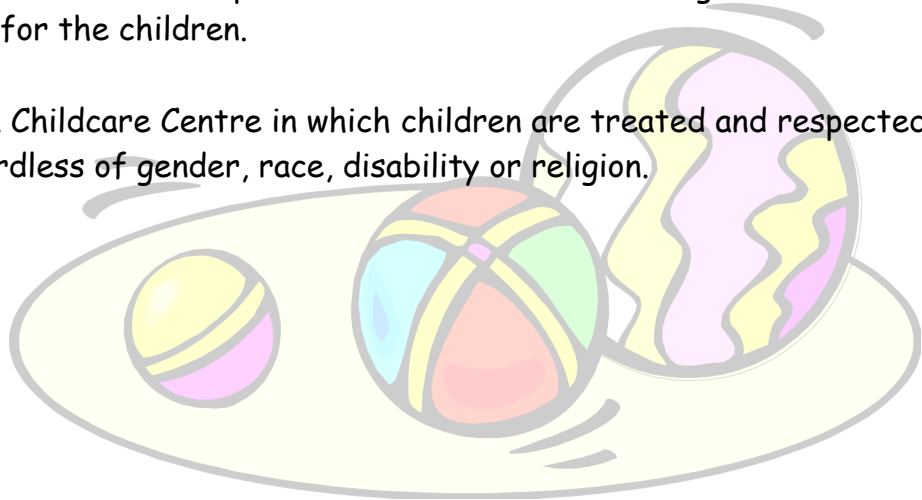 for the children.
Childcare Centre in which children are treated and respected
rdless of gender, race, disability or religion.